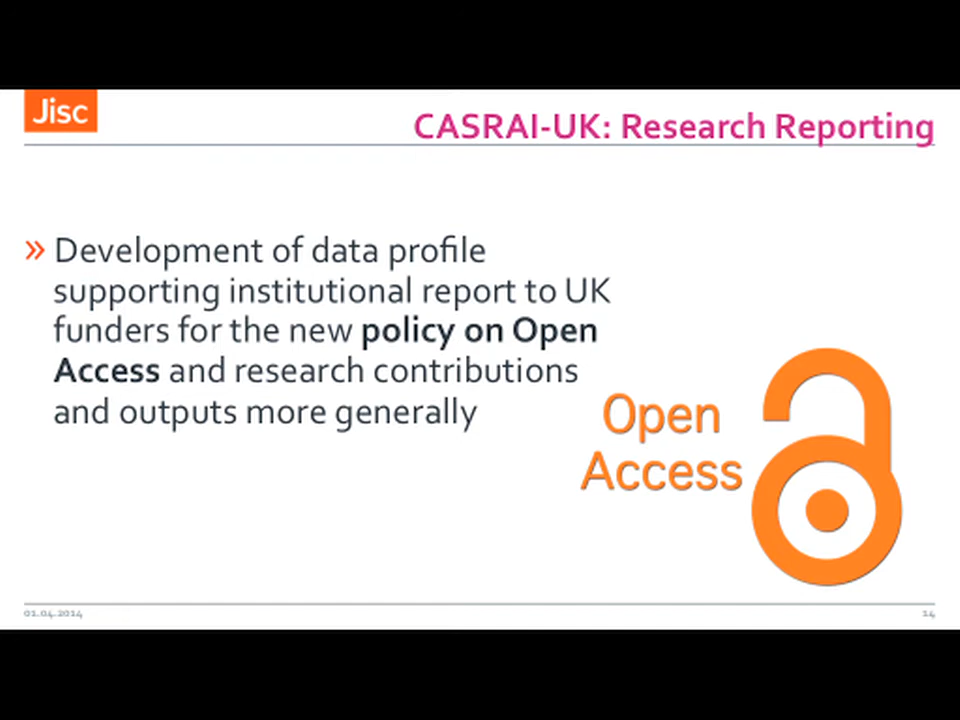 Jisc
CASRAI-UK: Research Reporting
» Development of data profile
supporting institutional report to UK
funders for the new policy on Open
Access and research contributions
and outputs more generally
Open
Access
01.04.2014
14